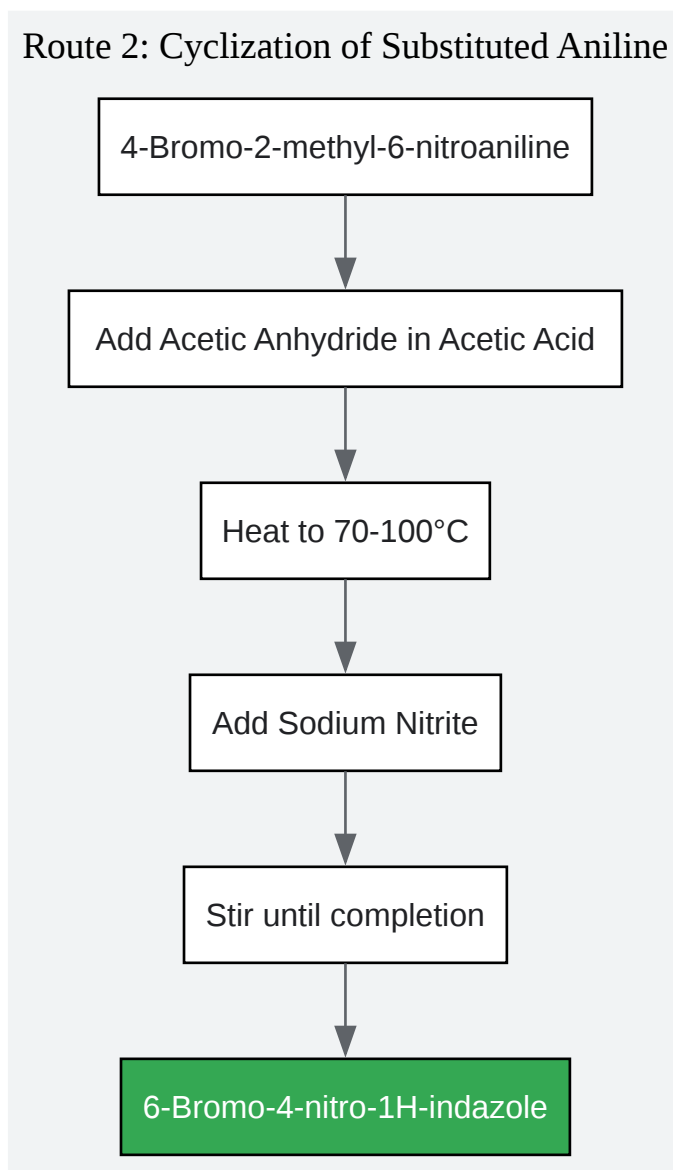 Route 2: Cyclization of Substituted Aniline
4-Bromo-2-methyl-6-nitroaniline
Add Acetic Anhydride in Acetic Acid
Heat to 70-100°C
Add Sodium Nitrite
Stir until completion
6-Bromo-4-nitro-1H-indazole